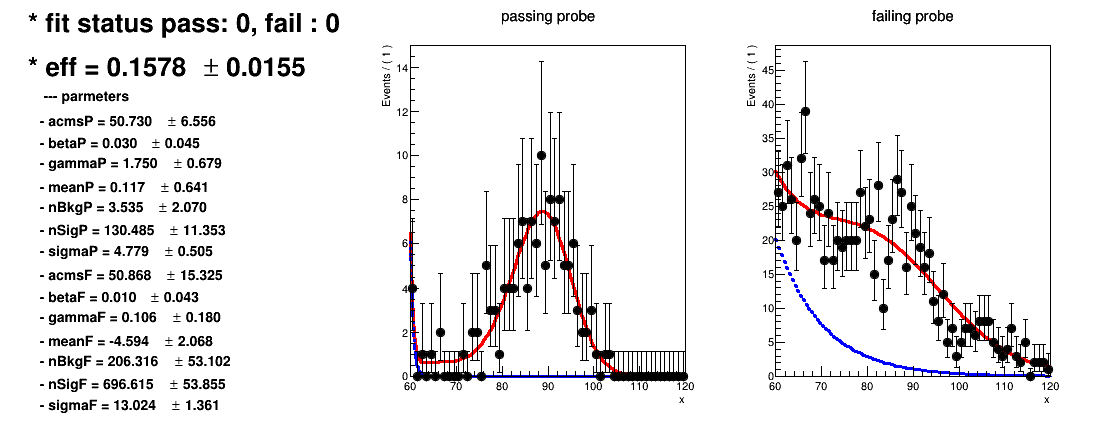 * fit status pass: 0, fail : 0
* eff = 0.1578 ± 0.0155
--- parmeters
- acmsP = 50.730 ± 6.556
- betaP = 0.030 ± 0.045
- gammaP = 1.750 ± 0.679
- meanP = 0.117 ± 0.641
- nBkgP = 3.535 ± 2.070
- nSigP = 130.485 ± 11.353
- sigmaP = 4.779 ± 0.505
- acmsF = 50.868 ± 15.325
- betaF = 0.010 ± 0.043
- gammaF = 0.106 ± 0.180
- meanF = -4.594 ± 2.068
- nBkgF = 206.316 ± 53.102
- nSigF = 696.615 ± 53.855
- sigmaF = 13.024 ± 1.361
passing probe
Events / ( 1 )
14
12
10
8
6
4
2
0
60 70 80 90 100 110 120
x
failing probe
Events / ( 1 )
45
40
35
30
25
20
15
10
5
0
60 70 80 90 100 110 120
x